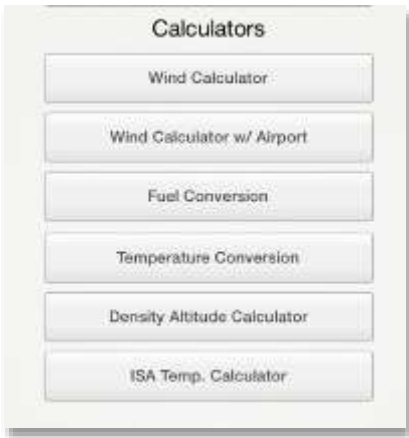 Calculators
Wind Calculator
Wind Calculator w/ Airport
Fuel Conversion
Temperature Conversion
Density Altitude Calculator
ISA Temp. Calculator